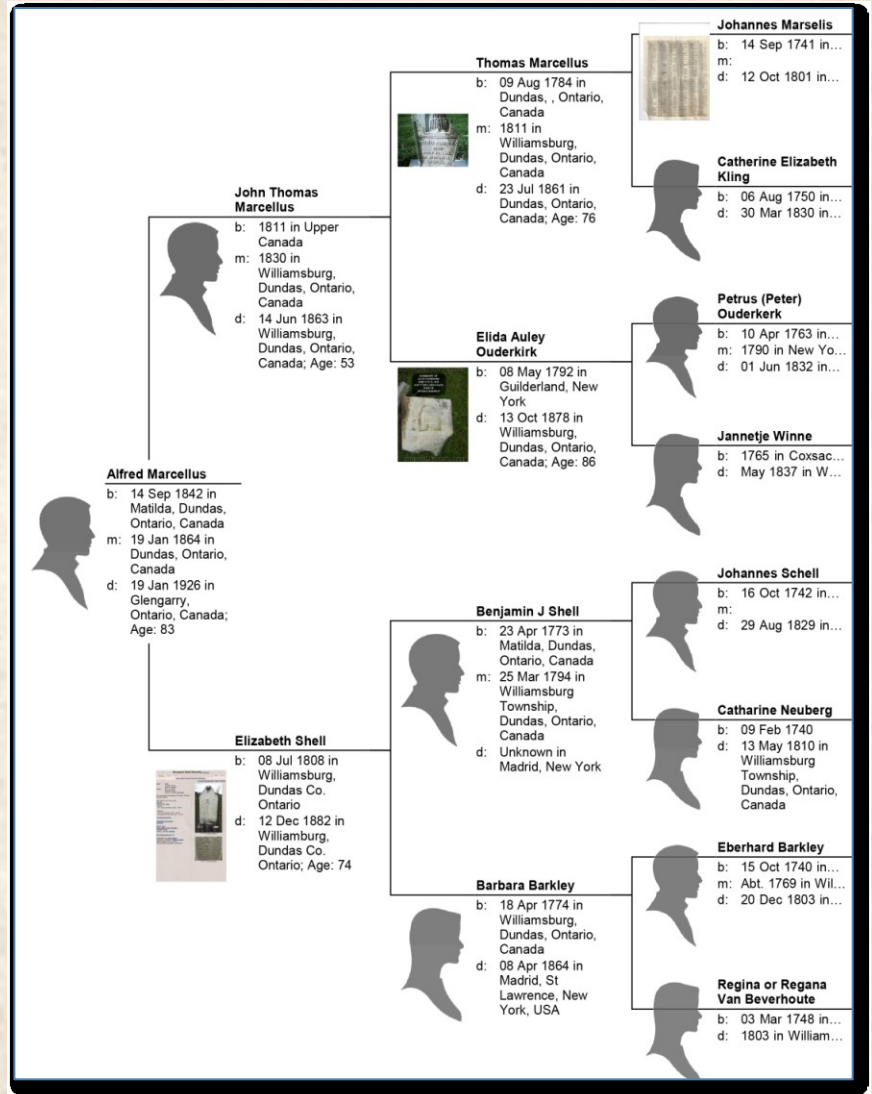 Johannes Marselis
b: 14 Sep 1741 in...
m:
d: 12 Oct 1801 in...
Thomas Marcellus
b: 09 Aug 1784 in
Dundas, , Ontario,
Canada
m: 1811 in
Williamsburg,
Dundas, Ontario,
Canada
d: 23 Jul 1861 in
Dundas, Ontario,
Canada; Age: 76
Catherine Elizabeth
Kling
b: 06 Aug 1750 in...
d: 30 Mar 1830 in...
John Thomas
Marcellus
b: 1811 in Upper
Canada
m: 1830 in
Williamsburg,
Dundas, Ontario,
Canada
d: 14 Jun 1863 in
Williamsburg,
Dundas, Ontario,
Canada; Age: 53
Petrus (Peter)
Ouderkerk
b: 10 Apr 1763 in...
m: 1790 in New Yo...
d: 01 Jun 1832 in...
Elida Auley
Ouderkirk
b: 08 May 1792 in
Guilderland, New
York
d: 13 Oct 1878 in
Williamsburg,
Dundas, Ontario,
Canada; Age: 86
Jannetje Winne
b: 1765 in Coxsac...
d: May 1837 in W...
Alfred Marcellus
b: 14 Sep 1842 in
Matilda, Dundas,
Ontario, Canada
m: 19 Jan 1864 in
Dundas, Ontario,
Canada
d: 19 Jan 1926 in
Glengarry,
Ontario, Canada;
Age: 83
Johannes Schell
b: 16 Oct 1742 in...
m:
d: 29 Aug 1829 in...
Benjamin J Shell
b: 23 Apr 1773 in
Matilda, Dundas,
Ontario, Canada
m: 25 Mar 1794 in
Williamsburg
Township,
Dundas, Ontario,
Canada
d: Unknown in
Madrid, New York
Catharine Neuberg
b: 09 Feb 1740
d: 13 May 1810 in
Williamsburg
Township,
Dundas, Ontario,
Canada
Elizabeth Shell
b: 08 Jul 1808 in
Williamsburg,
Dundas Co.
Ontario
d: 12 Dec 1882 in
Williamburg,
Dundas Co.
Ontario; Age: 74
Eberhard Barkley
b: 15 Oct 1740 in...
m: Abt. 1769 in Wil...
d: 20 Dec 1803 in...
Barbara Barkley
b: 18 Apr 1774 in
Williamsburg,
Dundas, Ontario,
Canada
d: 08 Apr 1864 in
Madrid, St
Lawrence, New
York, USA
Regina or Regana
Van Beverhoute
b: 03 Mar 1748 in...
d: 1803 in William...